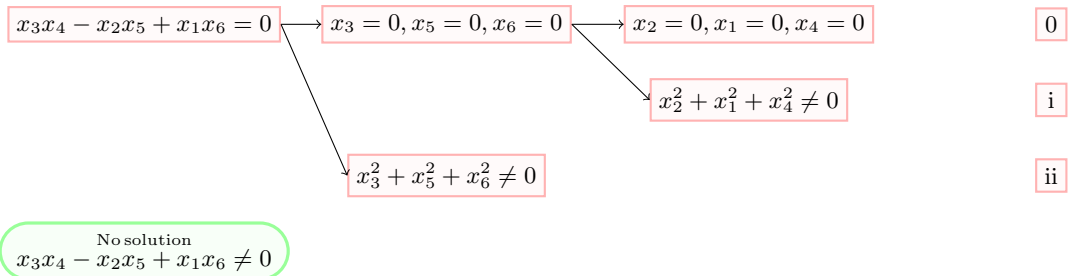 $x_3x_4 - x_2x_5 + x_1x_6 = 0$ $x_3 = 0, x_5 = 0, x_6 = 0$ $x_2 = 0, x_1 = 0, x_4 = 0$ 0
$x_2^2 + x_1^2 + x_4^2 \neq 0$ i
$x_3^2 + x_5^2 + x_6^2 \neq 0$ ii
No solution
$x_3x_4 - x_2x_5 + x_1x_6 \neq 0$